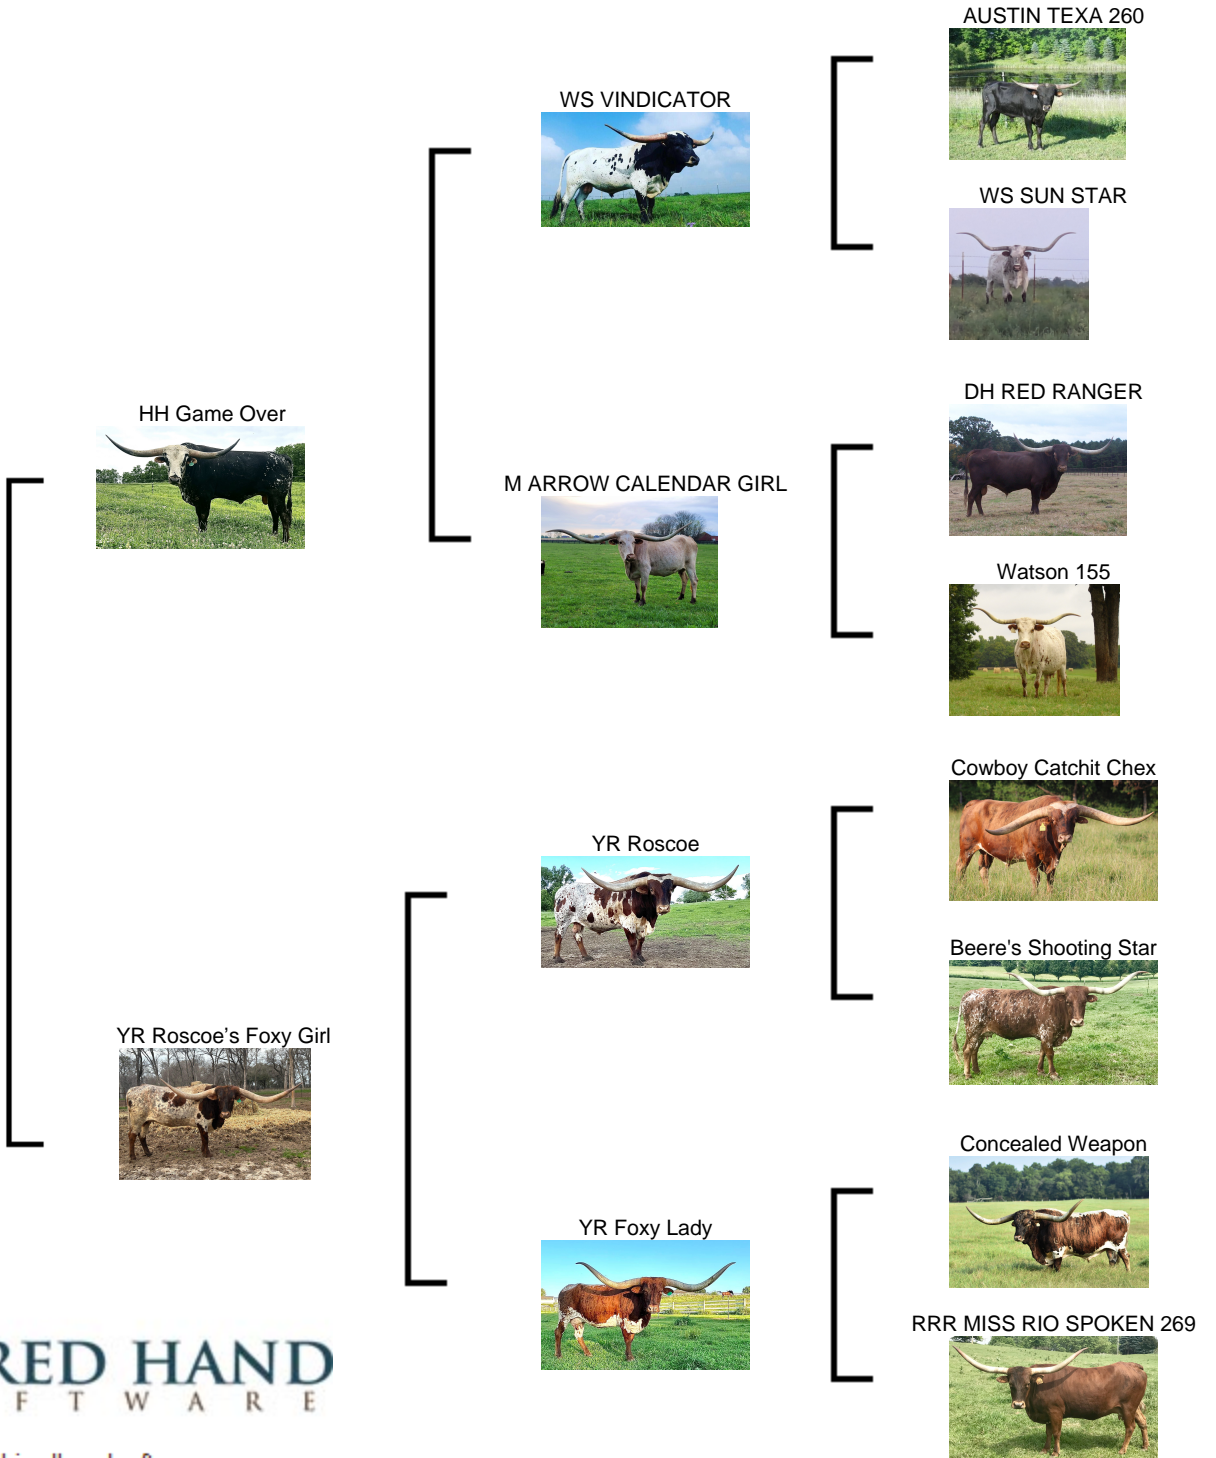 AUSTIN TEXA 260
WS VINDICATOR
WS SUN STAR
DH RED RANGER
HH Game Over
M ARROW CALENDAR GIRL
Watson 155
Cowboy Catchit Chex
YR Roscoe
Beere's Shooting Star
YR Roscoe's Foxy Girl
Concealed Weapon
YR Foxy Lady
RRR MISS RIO SPOKEN 269
RED HAND
F T W A R E